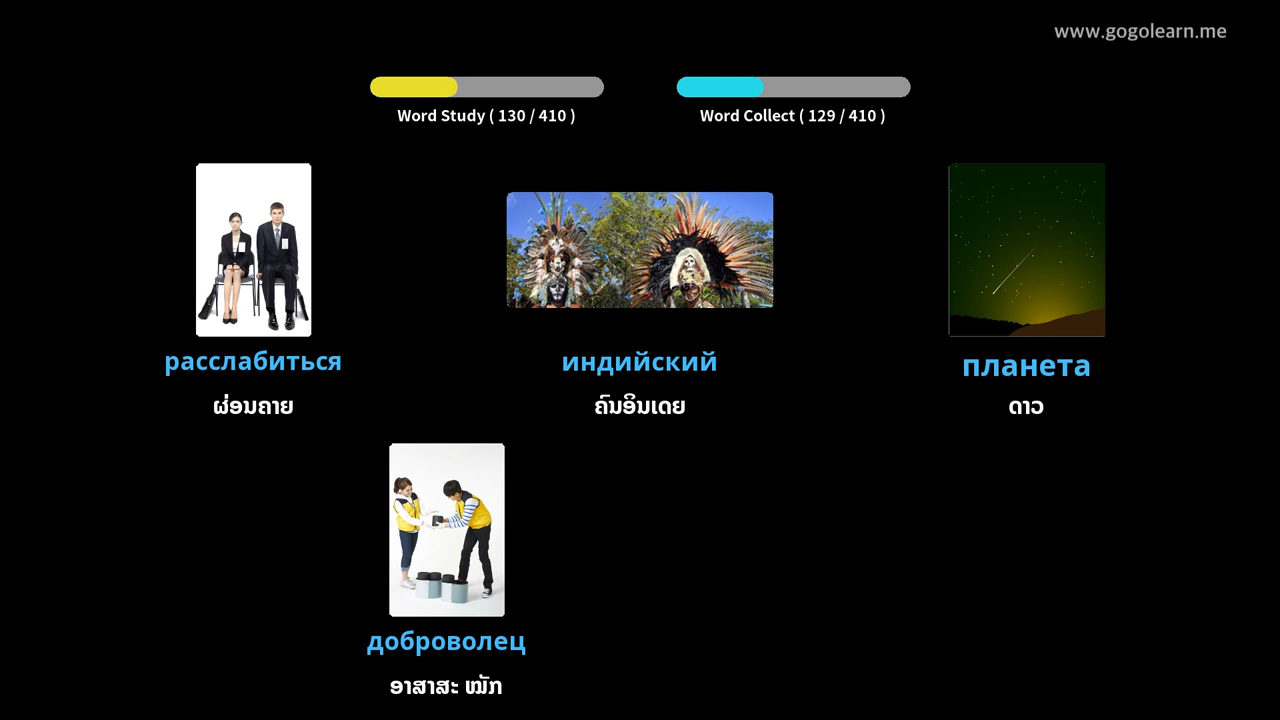 www.gogolearn.me
Word Study ( 130 / 410 )
Word Collect ( 129 / 410 )
расслабиться
индийский
планета
ຜ່ອນຄາຍ
ຄົນອິນເດຍ
ດາວ
доброволец
ອາສາສະ ໝັກ